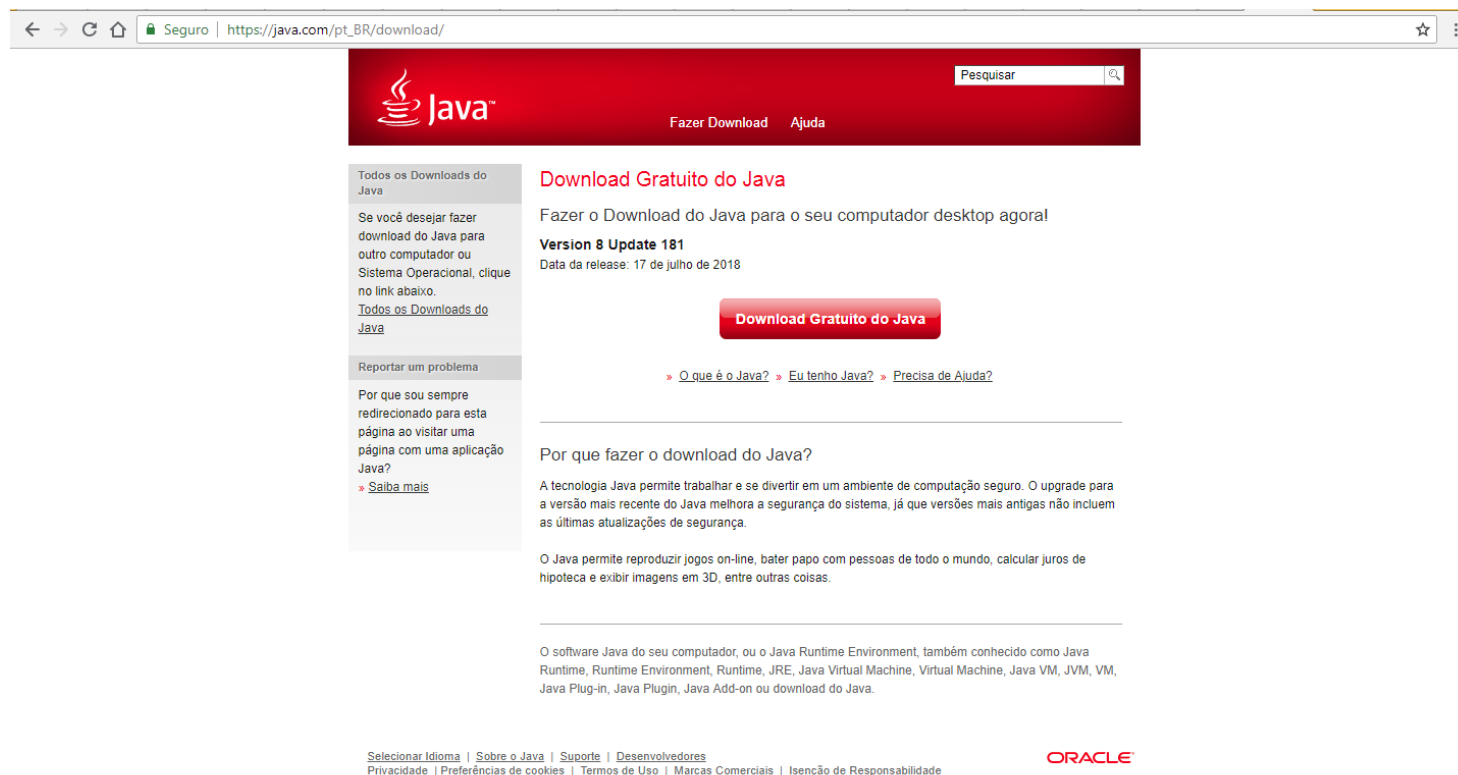 Seguro | https://java.com/pt_BR/download/
Java™
Pesquisar
Fazer Download Ajuda
Todos os Downloads do
Java
Se você desejar fazer
download do Java para
outro computador ou
Sistema Operacional, clique
no link abaixo.
Todos os Downloads do
Java
Reportar um problema
Por que sou sempre
redirecionado para esta
página ao visitar uma
página com uma aplicação
Java?
» Saiba mais
Download Gratuito do Java
Fazer o Download do Java para o seu computador desktop agora!
Version 8 Update 181
Data da release: 17 de julho de 2018
Download Gratuito do Java
» O que é o Java? » Eu tenho Java? » Precisa de Ajuda?
Por que fazer o download do Java?
A tecnologia Java permite trabalhar e se divertir em um ambiente de computação seguro. O upgrade para
a versão mais recente do Java melhora a segurança do sistema, já que versões mais antigas não incluem
as últimas atualizações de segurança.
O Java permite reproduzir jogos on-line, bater papo com pessoas de todo o mundo, calcular juros de
hipoteca e exibir imagens em 3D, entre outras coisas.
O software Java do seu computador, ou o Java Runtime Environment, também conhecido como Java
Runtime, Runtime Environment, Runtime, JRE, Java Virtual Machine, Virtual Machine, Java VM, JVM, VM,
Java Plug-in, Java Plugin, Java Add-on ou download do Java.
Selecionar Idioma | Sobre o Java | Suporte | Desenvolvedores
Privacidade | Preferências de cookies | Termos de Uso | Marcas Comerciais | Isenção de Responsabilidade
ORACLE